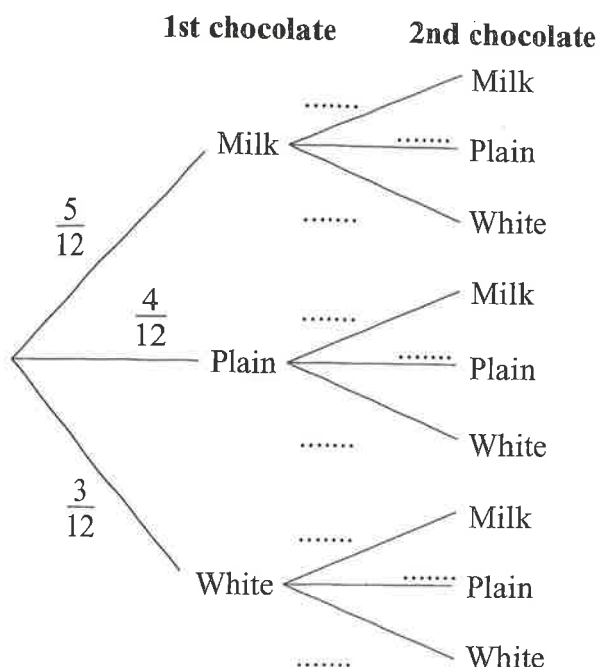 1st chocolate 2nd chocolate
Milk
.......
Milk ....... Plain
....... White
5
12
Milk
4
12
.......
Plain ....... Plain
....... White
3
12
Milk
.......
White ....... Plain
....... White